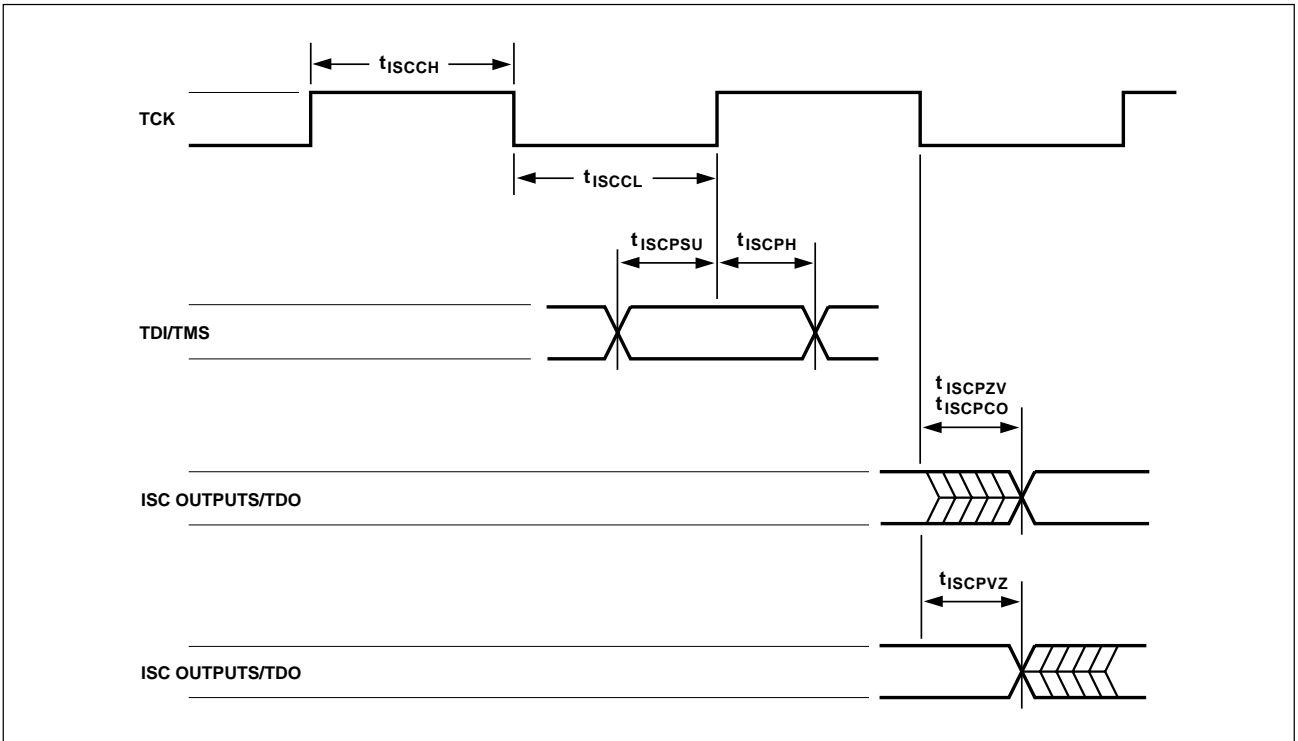 tISCCH
TCK
tISCCL
tISCPSU tISCPH
TDI/TMS
tISCPZV
tISCPCO
ISC OUTPUTS/TDO
tISCPVZ
ISC OUTPUTS/TDO